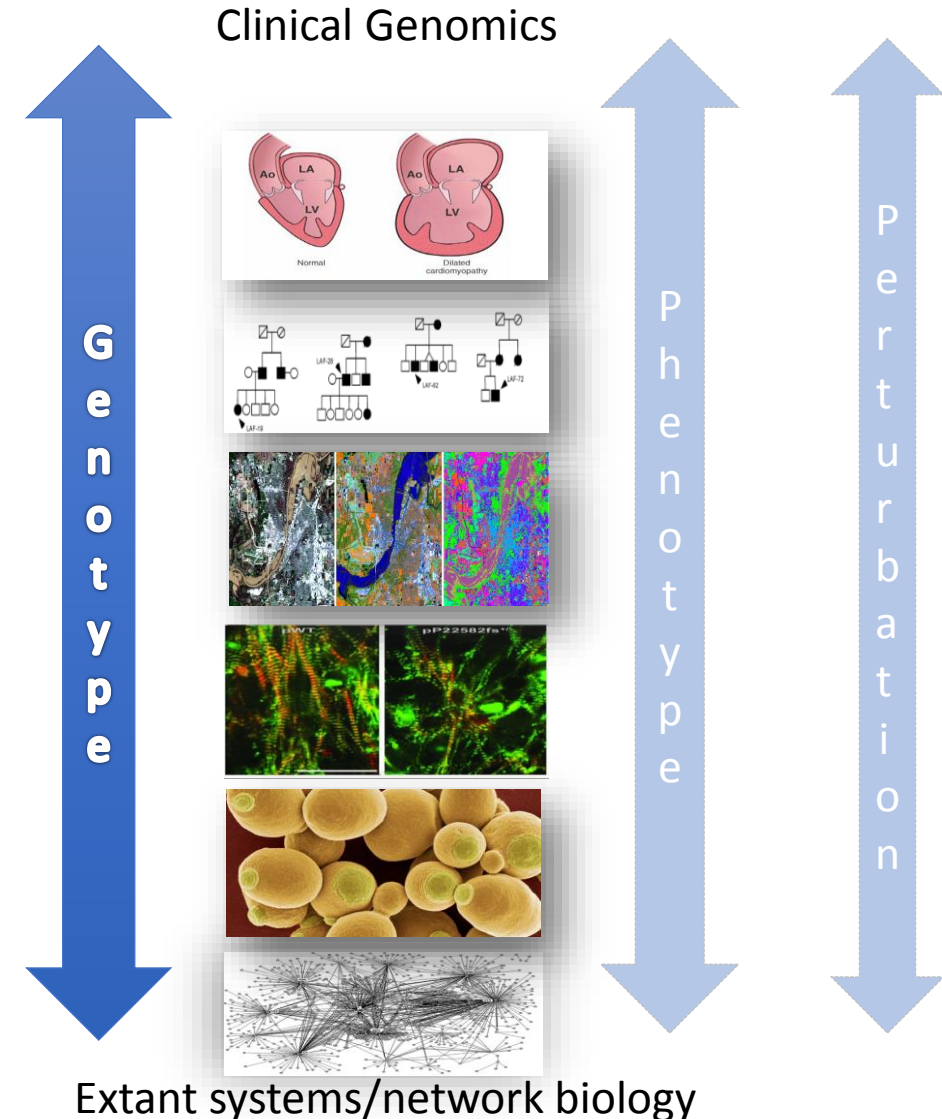 Clinical Genomics
Genotype
Ao
LA
LV
Normal
Ao
LA
LV
Dilated
cardiomyopathy
LAF-19
LAF-28
LAF-62
LAF-72
pWT
pP22582fs+/-
Phenotype
Perturbation
Extant systems/network biology